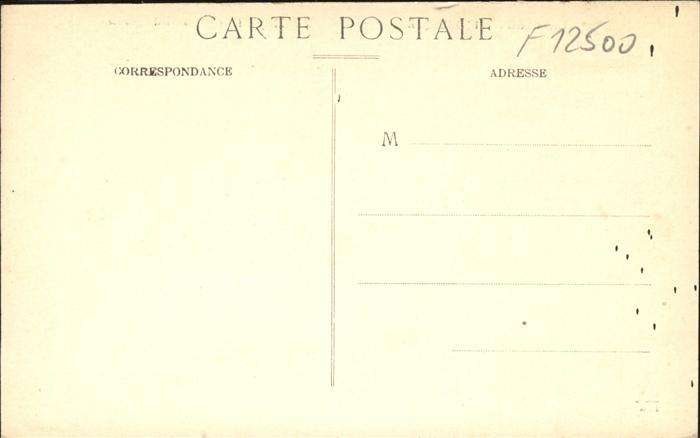 CARTE POSTALE
F12500
CORRESPONDANCE
ADRESSE
M